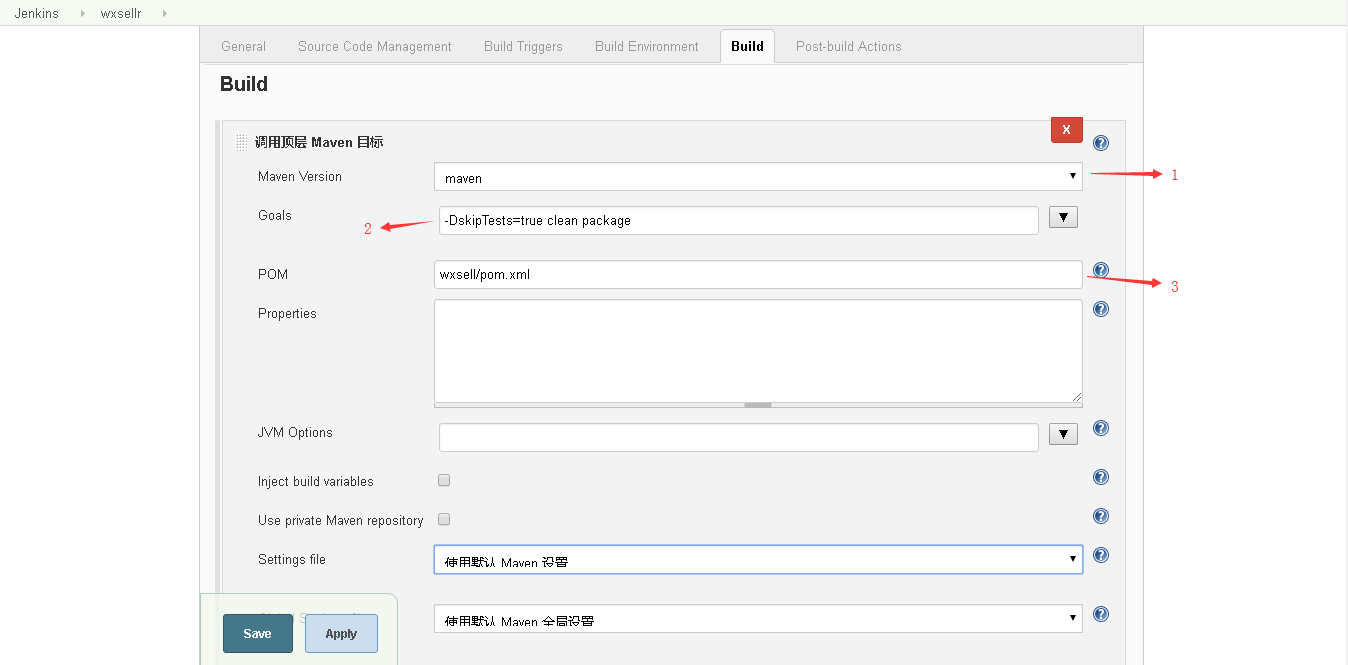 Jenkins wxsellr
General Source Code Management Build Triggers Build Environment Build Post-build Actions
Build
调用顶层 Maven 目标
X
Maven Version
maven
1
Goals
2
-DskipTests=true clean package
POM
wxsell/pom.xml
3
Properties
JVM Options
Inject build variables
Use private Maven repository
Settings file
使用默认 Maven 设置
使用默认 Maven 全局设置
Save Apply